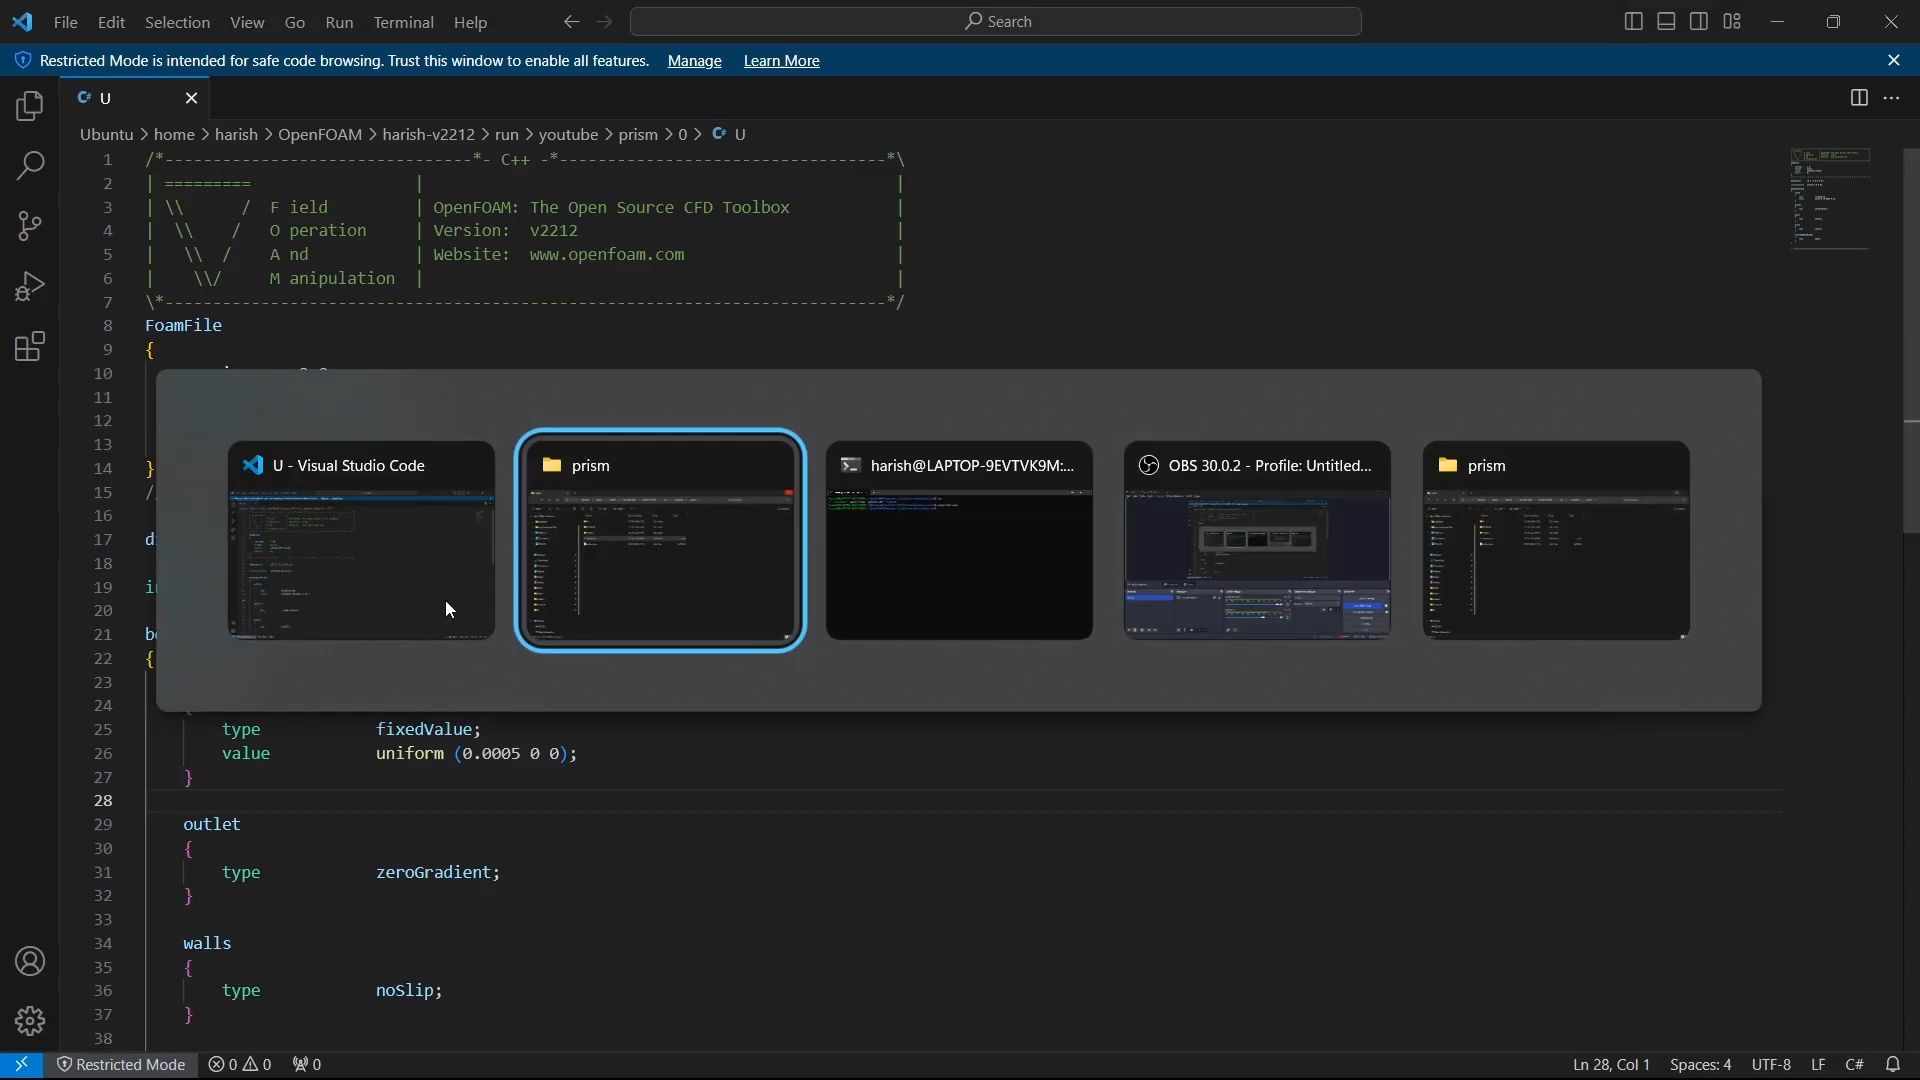 File Edit Selection View Go Run Terminal Help
Search
Restricted Mode is intended for safe code browsing. Trust this window to enable all features. Manage Learn More
C# U
Ubuntu > home > harish > OpenFOAM > harish-v2212 > run > youtube > prism > 0 > C# U
1 /*--------------------------------*- C++ -*----------------------------------*\
2 | ========= | |
3 | \\ / F ield | OpenFOAM: The Open Source CFD Toolbox |
4 | \\ / O peration | Version: v2212 |
5 | \\ / A nd | Website: www.openfoam.com |
6 | \\/ M anipulation | |
7 \*---------------------------------------------------------------------------*/
8 FoamFile
9 {
10
11
12
13
14 }
15 //
16
17
18
19
20
21
22 {
23
24
U - Visual Studio Code
prism
harish@LAPTOP-9EVTVK9M:...
OBS 30.0.2 - Profile: Untitled...
prism
25 type fixedValue;
26 value uniform (0.0005 0 0);
27 }
28
29 outlet
30 {
31 type zeroGradient;
32 }
33
34 walls
35 {
36 type noSlip;
37 }
38
Restricted Mode 0 0 0 Ln 28, Col 1 Spaces: 4 UTF-8 LF C#